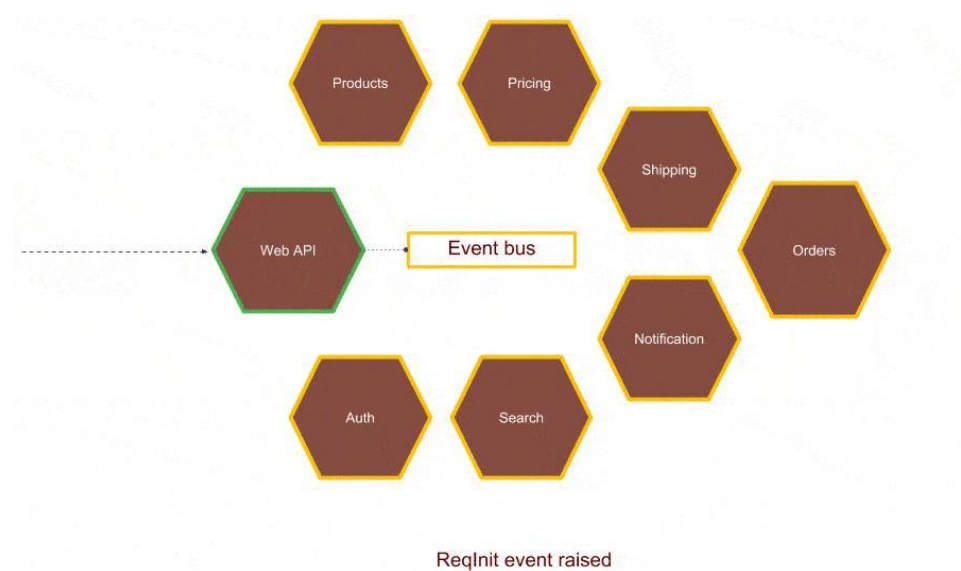 Products
Pricing
Shipping
Web API
Event bus
Orders
Notification
Auth
Search
ReqInit event raised